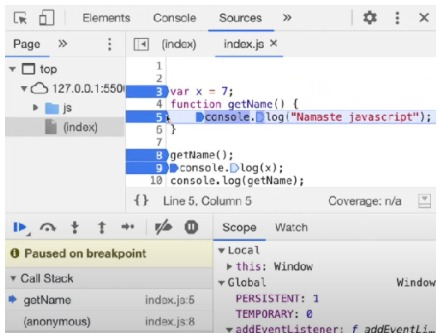 Elements Console Sources »
Page » (index) index.js ×
top
127.0.0.1:550
js
(index)
1
2
3 var x = 7;
4 function getName() {
5 console.log("Namaste javascript");
6 }
7
8 getName();
9 console.log(x);
10 console.log(getName);
{} Line 5, Column 5 Coverage: n/a
Scope Watch
Paused on breakpoint
Call Stack
getName index.js:5
(anonymous) index.js:8
Local
this: Window
Global Window
PERSISTENT: 1
TEMPORARY: 0
addEventListener: f addEventLi…